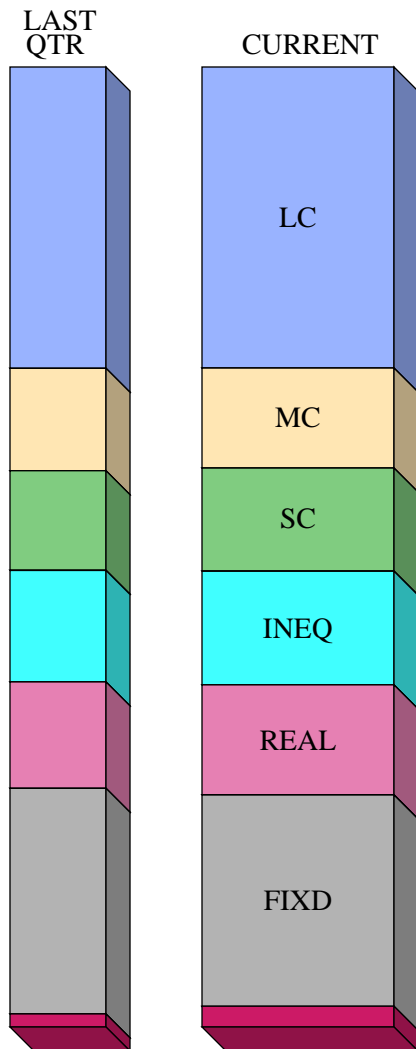 LAST
QTR
CURRENT
LC
MC
SC
INEQ
REAL
FIXD